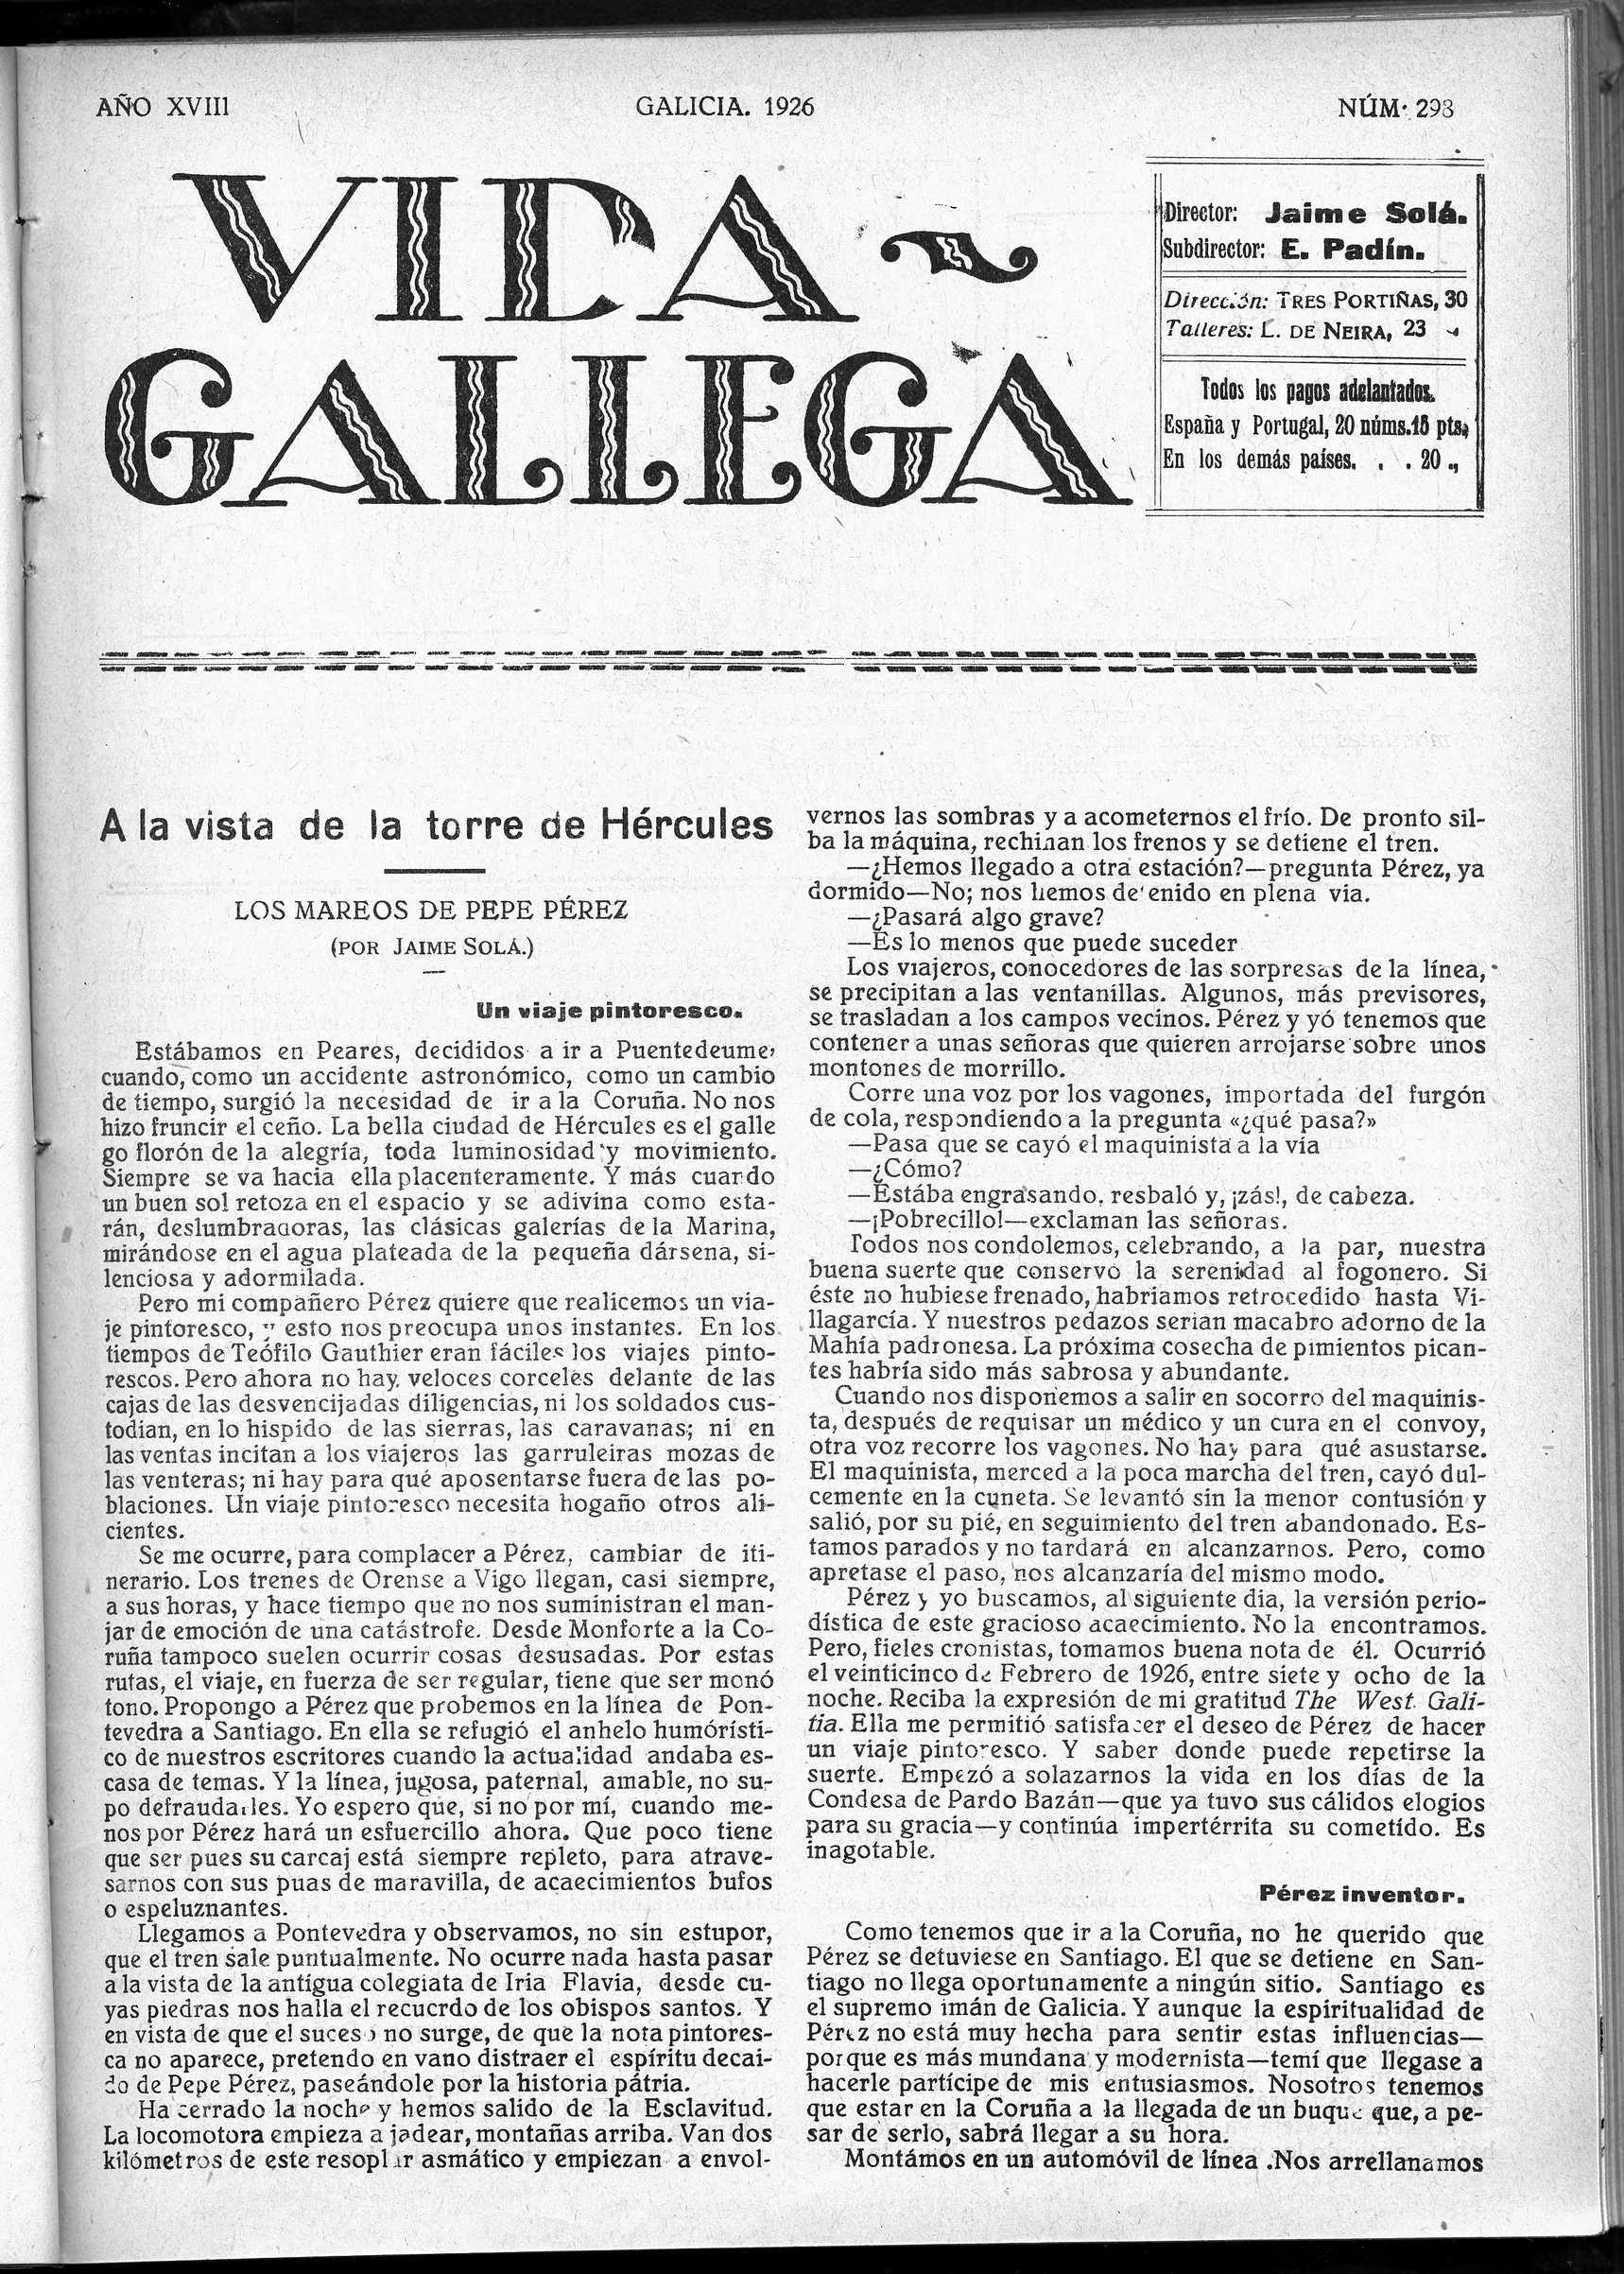 AÑO XVIII
GALICIA. 1926
NÚM. 293
VIDA
GALLEGA
Director: Jaime Solá.
Subdirector: E. Padín.
Dirección: TRES PORTIÑAS, 30
Talleres: L. DE NEIRA, 23
Todos los pagos adelantados.
España y Portugal, 20 núms. 15 pts.
En los demás países. . . 20 „
A la vista de la torre de Hércules
LOS MAREOS DE PEPE PÉREZ
(POR JAIME SOLÁ.)
Un viaje pintoresco.
Estábamos en Peares, decididos a ir a Puentedeume,
cuando, como un accidente astronómico, como un cambio
de tiempo, surgió la necesidad de ir a la Coruña. No nos
hizo fruncir el ceño. La bella ciudad de Hércules es el galle
go florón de la alegría, toda luminosidad y movimiento.
Siempre se va hacia ella placenteramente. Y más cuando
un buen sol retoza en el espacio y se adivina como esta-
rán, deslumbradoras, las clásicas galerías de la Marina,
mirándose en el agua plateada de la pequeña dársena, si-
lenciosa y adormilada.
Pero mi compañero Pérez quiere que realicemos un via-
je pintoresco, y esto nos preocupa unos instantes. En los
tiempos de Teófilo Gauthier eran fáciles los viajes pinto-
rescos. Pero ahora no hay veloces corceles delante de las
cajas de las desvencijadas diligencias, ni los soldados cus-
todian, en lo hispido de las sierras, las caravanas; ni en
las ventas incitan a los viajeros las garruleiras mozas de
las venteras; ni hay para qué aposentarse fuera de las po-
blaciones. Un viaje pintoresco necesita hogaño otros ali-
cientes.
Se me ocurre, para complacer a Pérez, cambiar de iti-
nerario. Los trenes de Orense a Vigo llegan, casi siempre,
a sus horas, y hace tiempo que no nos suministran el man-
jar de emoción de una catástrofe. Desde Monforte a la Co-
ruña tampoco suelen ocurrir cosas desusadas. Por estas
rutas, el viaje, en fuerza de ser regular, tiene que ser monó
tono. Propongo a Pérez que probemos en la línea de Pon-
tevedra a Santiago. En ella se refugió el anhelo humórísti-
co de nuestros escritores cuando la actualidad andaba es-
casa de temas. Y la línea, jugosa, paternal, amable, no su-
po defraudarles. Yo espero que, si no por mí, cuando me-
nos por Pérez hará un esfuercillo ahora. Que poco tiene
que ser pues su carcaj está siempre repleto, para atrave-
sarnos con sus puas de maravilla, de acaecimientos bufos
o espeluznantes.
Llegamos a Pontevedra y observamos, no sin estupor,
que el tren sale puntualmente. No ocurre nada hasta pasar
a la vista de la antígua colegiata de Iria Flavia, desde cu-
yas piedras nos halla el recuerdo de los obispos santos. Y
en vista de que el suceso no surge, de que la nota pintores-
ca no aparece, pretendo en vano distraer el espíritu decai-
do de Pepe Pérez, paseándole por la historia pátria.
Ha cerrado la noche y hemos salido de la Esclavitud.
La locomotora empieza a jadear, montañas arriba. Van dos
kilómetros de este resoplar asmático y empiezan a envol-
vernos las sombras y a acometernos el frío. De pronto sil-
ba la máquina, rechinan los frenos y se detiene el tren.
—¿Hemos llegado a otra estación?—pregunta Pérez, ya
dormido—No; nos hemos detenido en plena via.
—¿Pasará algo grave?
—Es lo menos que puede suceder
Los viajeros, conocedores de las sorpresas de la línea,
se precipitan a las ventanillas. Algunos, más previsores,
se trasladan a los campos vecinos. Pérez y yó tenemos que
contener a unas señoras que quieren arrojarse sobre unos
montones de morrillo.
Corre una voz por los vagones, importada del furgón
de cola, respondiendo a la pregunta «¿qué pasa?»
—Pasa que se cayó el maquinista a la vía
—¿Cómo?
—Estába engrasando, resbaló y, ¡zás!, de cabeza.
—¡Pobrecillo!—exclaman las señoras.
Todos nos condolemos, celebrando, a la par, nuestra
buena suerte que conservó la serenidad al fogonero. Si
éste no hubiese frenado, habriamos retrocedido hasta Vi-
llagarcía. Y nuestros pedazos serian macabro adorno de la
Mahía padronesa. La próxima cosecha de pimientos pican-
tes habría sido más sabrosa y abundante.
Cuando nos disponemos a salir en socorro del maquinis-
ta, después de requisar un médico y un cura en el convoy,
otra voz recorre los vagones. No hay para qué asustarse.
El maquinista, merced a la poca marcha del tren, cayó dul-
cemente en la cuneta. Se levantó sin la menor contusión y
salió, por su pié, en seguimiento del tren abandonado. Es-
tamos parados y no tardará en alcanzarnos. Pero, como
apretase el paso, nos alcanzaría del mismo modo.
Pérez y yo buscamos, al siguiente dia, la versión perio-
dística de este gracioso acaecimiento. No la encontramos.
Pero, fieles cronistas, tomamos buena nota de él. Ocurrió
el veinticinco de Febrero de 1926, entre siete y ocho de la
noche. Reciba la expresión de mi gratitud The West Gali-
tia. Ella me permitió satisfacer el deseo de Pérez de hacer
un viaje pintoresco. Y saber donde puede repetirse la
suerte. Empezó a solazarnos la vida en los días de la
Condesa de Pardo Bazán—que ya tuvo sus cálidos elogios
para su gracia—y continúa impertérrita su cometido. Es
inagotable.
Pérez inventor.
Como tenemos que ir a la Coruña, no he querido que
Pérez se detuviese en Santiago. El que se detiene en San-
tiago no llega oportunamente a ningún sitio. Santiago es
el supremo imán de Galicia. Y aunque la espiritualidad de
Pérez no está muy hecha para sentir estas influencias—
porque es más mundana y modernista—temí que llegase a
hacerle partícipe de mis entusiasmos. Nosotros tenemos
que estar en la Coruña a la llegada de un buque que, a pe-
sar de serlo, sabrá llegar a su hora.
Montámos en un automóvil de línea .Nos arrellanamos